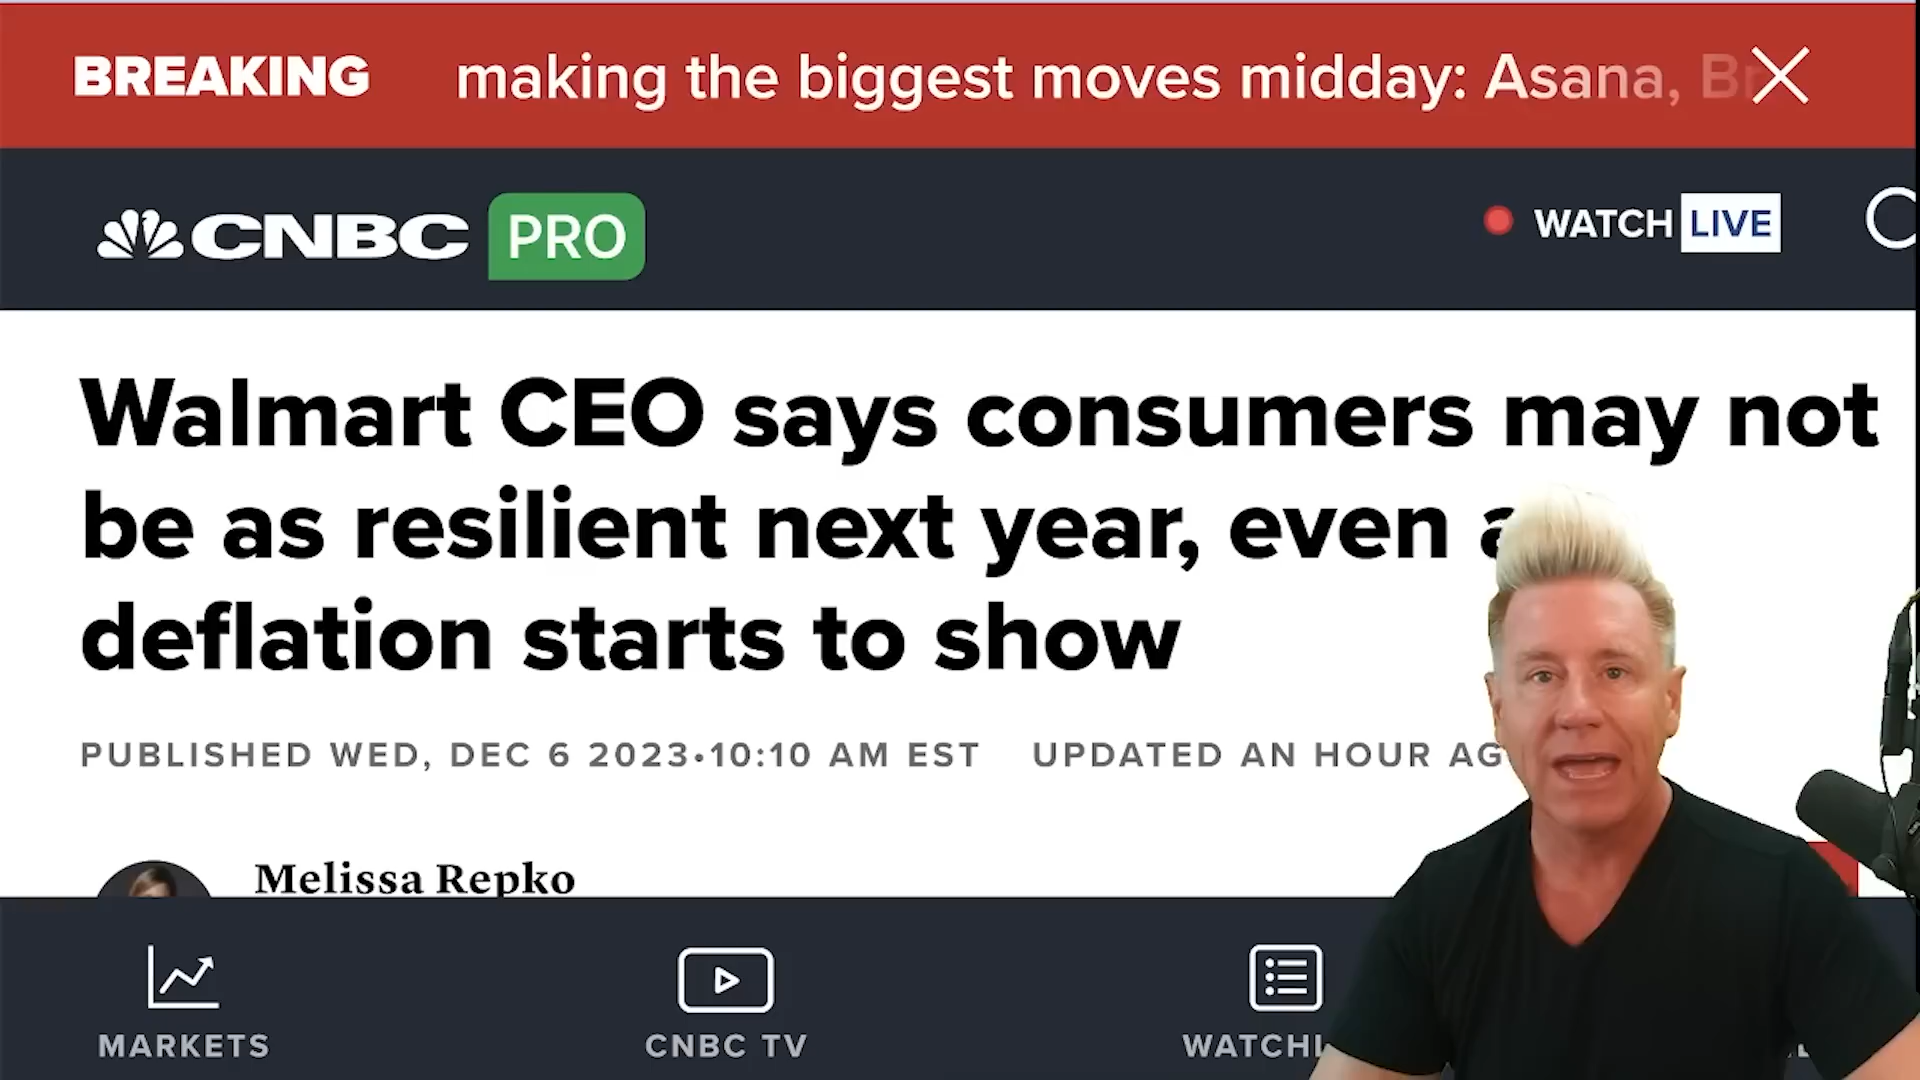 BREAKING making the biggest moves midday: Asana,
CNBC PRO WATCH LIVE
Walmart CEO says consumers may not
be as resilient next year, even
deflation starts to show
PUBLISHED WED, DEC 6 2023•10:10 AM EST UPDATED AN HOUR
Melissa Repko
MARKETS CNBC TV